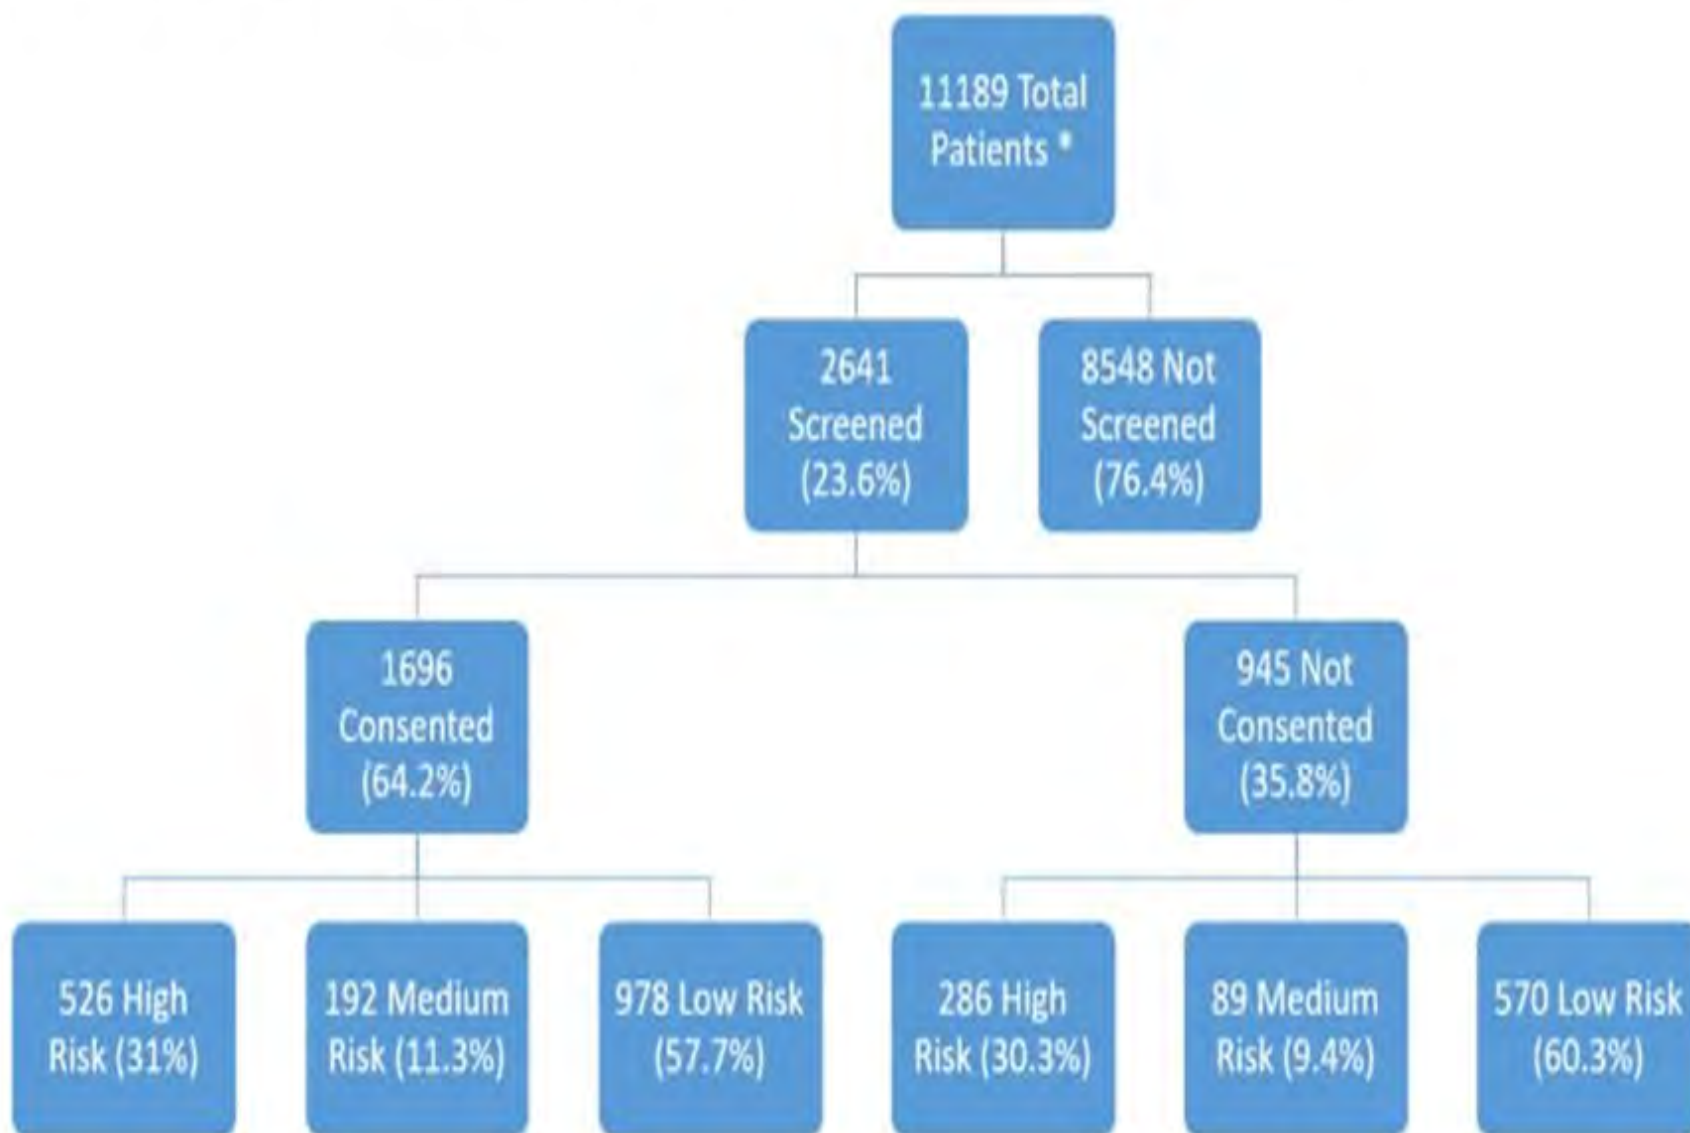 11189 Total
Patients *
2641
Screened
(23.6%)
8548 Not
Screened
(76.4%)
1696
Consented
(64.2%)
945 Not
Consented
(35.8%)
526 High
Risk (31%)
192 Medium
Risk (11.3%)
978 Low Risk
(57.7%)
286 High
Risk (30.3%)
89 Medium
Risk (9.4%)
570 Low Risk
(60.3%)